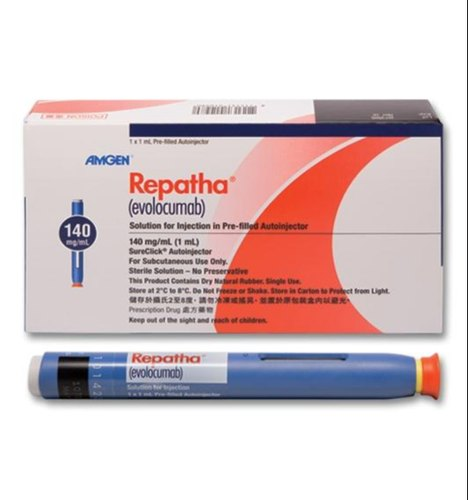 1 x 1 mL Pre-filled Autoinjector
AMGEN
Repatha®
(evolocumab)
Solution for Injection in Pre-filled Autoinjector
140
mg/mL
140 mg/mL (1 mL)
SureClick® Autoinjector
For Subcutaneous Use Only.
Sterile Solution – No Preservative
This Product Contains Dry Natural Rubber. Single Use.
Store at 2°C to 8°C. Do Not Freeze or Shake. Store in Carton to Protect from Light.
儲存於攝氏2至8度，請勿冷凍或搖晃，並置於原包裝盒內以避光。
Prescription Drug 處方藥物
Keep out of the sight and reach of children.
Repatha®
(evolocumab)
Solution for Injection
1 x 1 mL Pre-filled Autoinjector